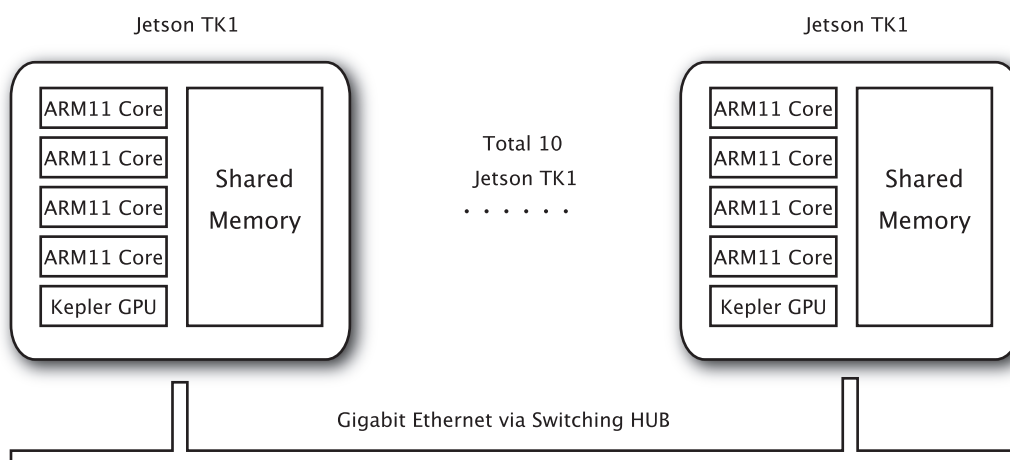 Jetson TK1
ARM11 Core
ARM11 Core
ARM11 Core
ARM11 Core
Kepler GPU
Shared
Memory
Total 10
Jetson TK1
. . . . . .
Jetson TK1
ARM11 Core
ARM11 Core
ARM11 Core
ARM11 Core
Kepler GPU
Shared
Memory
Gigabit Ethernet via Switching HUB